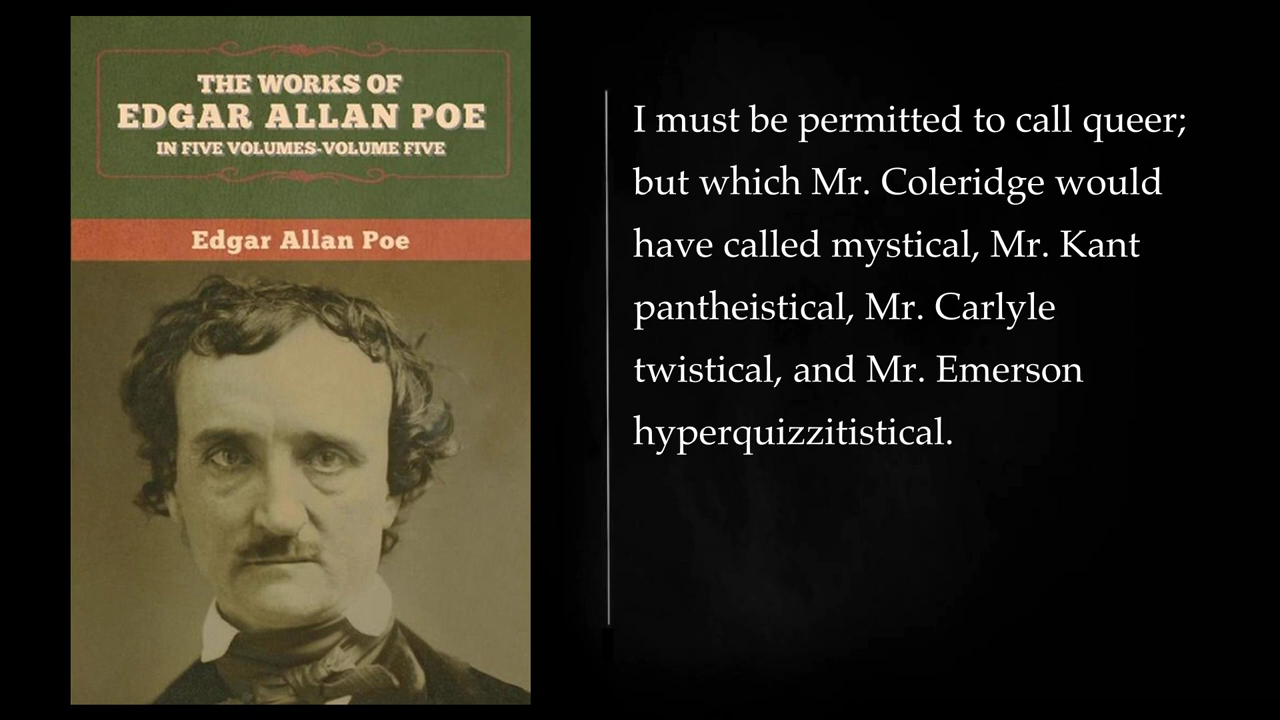 THE WORKS OF
EDGAR ALLAN POE
IN FIVE VOLUMES-VOLUME FIVE
Edgar Allan Poe
I must be permitted to call queer;
but which Mr. Coleridge would
have called mystical, Mr. Kant
pantheistical, Mr. Carlyle
twistical, and Mr. Emerson
hyperquizzitistical.